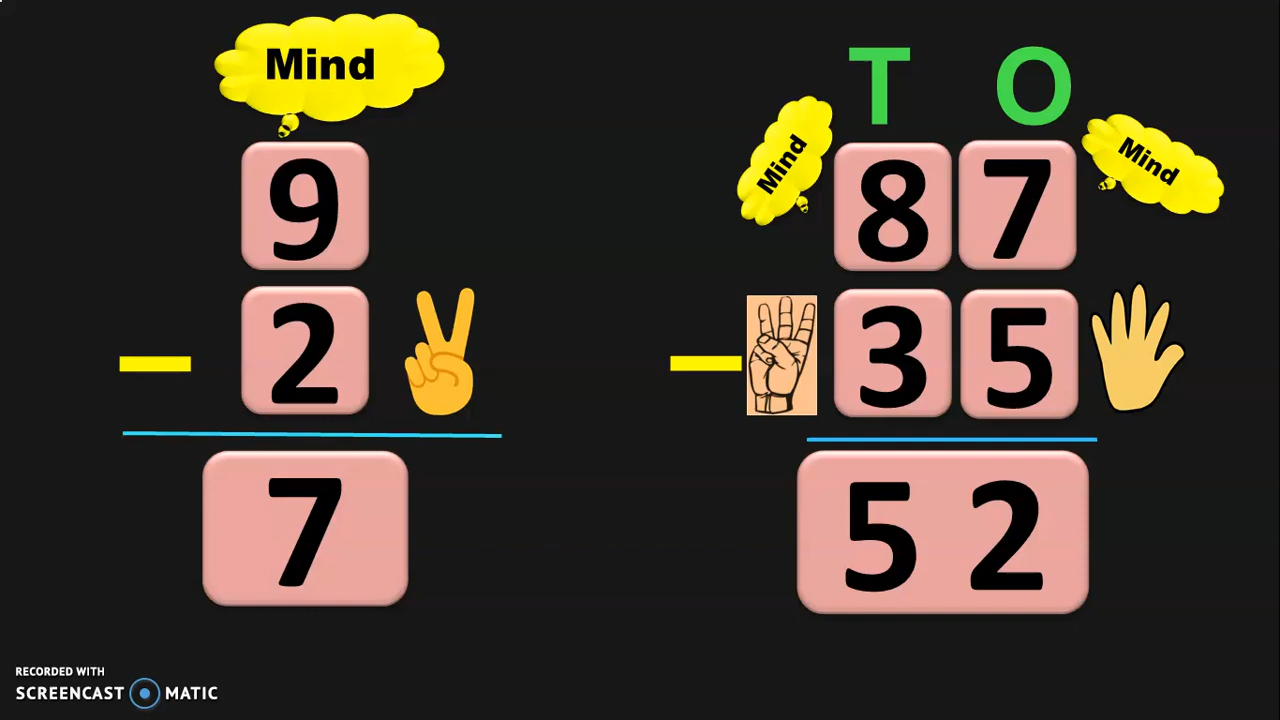 Mind
9
− 2
7
T O
Mind 8 7 Mind
− 3 5
5 2
RECORDED WITH
SCREENCAST MATIC